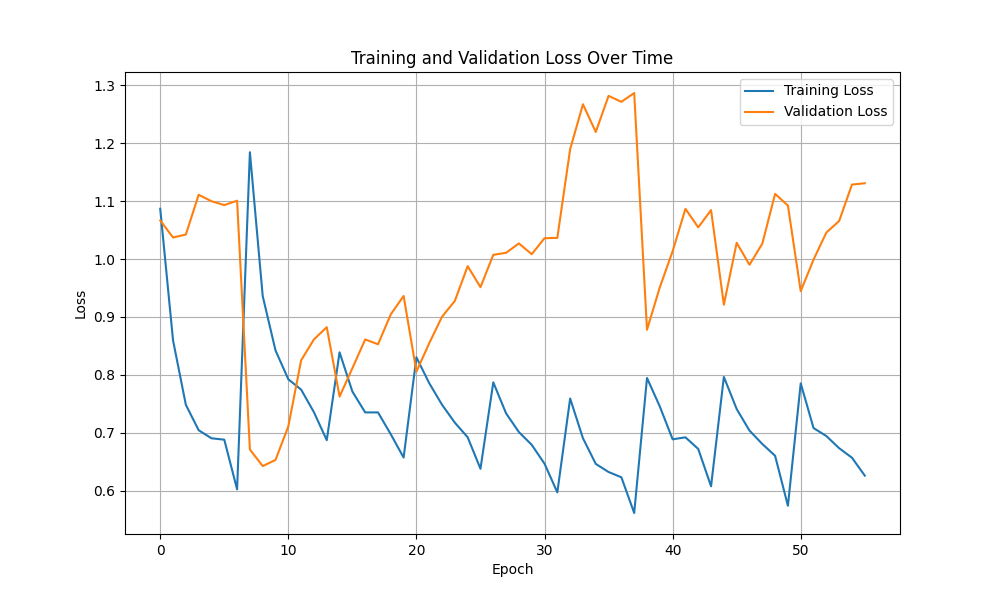 Training and Validation Loss Over Time
Training Loss
Validation Loss
Loss
1.3
1.2
1.1
1.0
0.9
0.8
0.7
0.6
0 10 20 30 40 50
Epoch